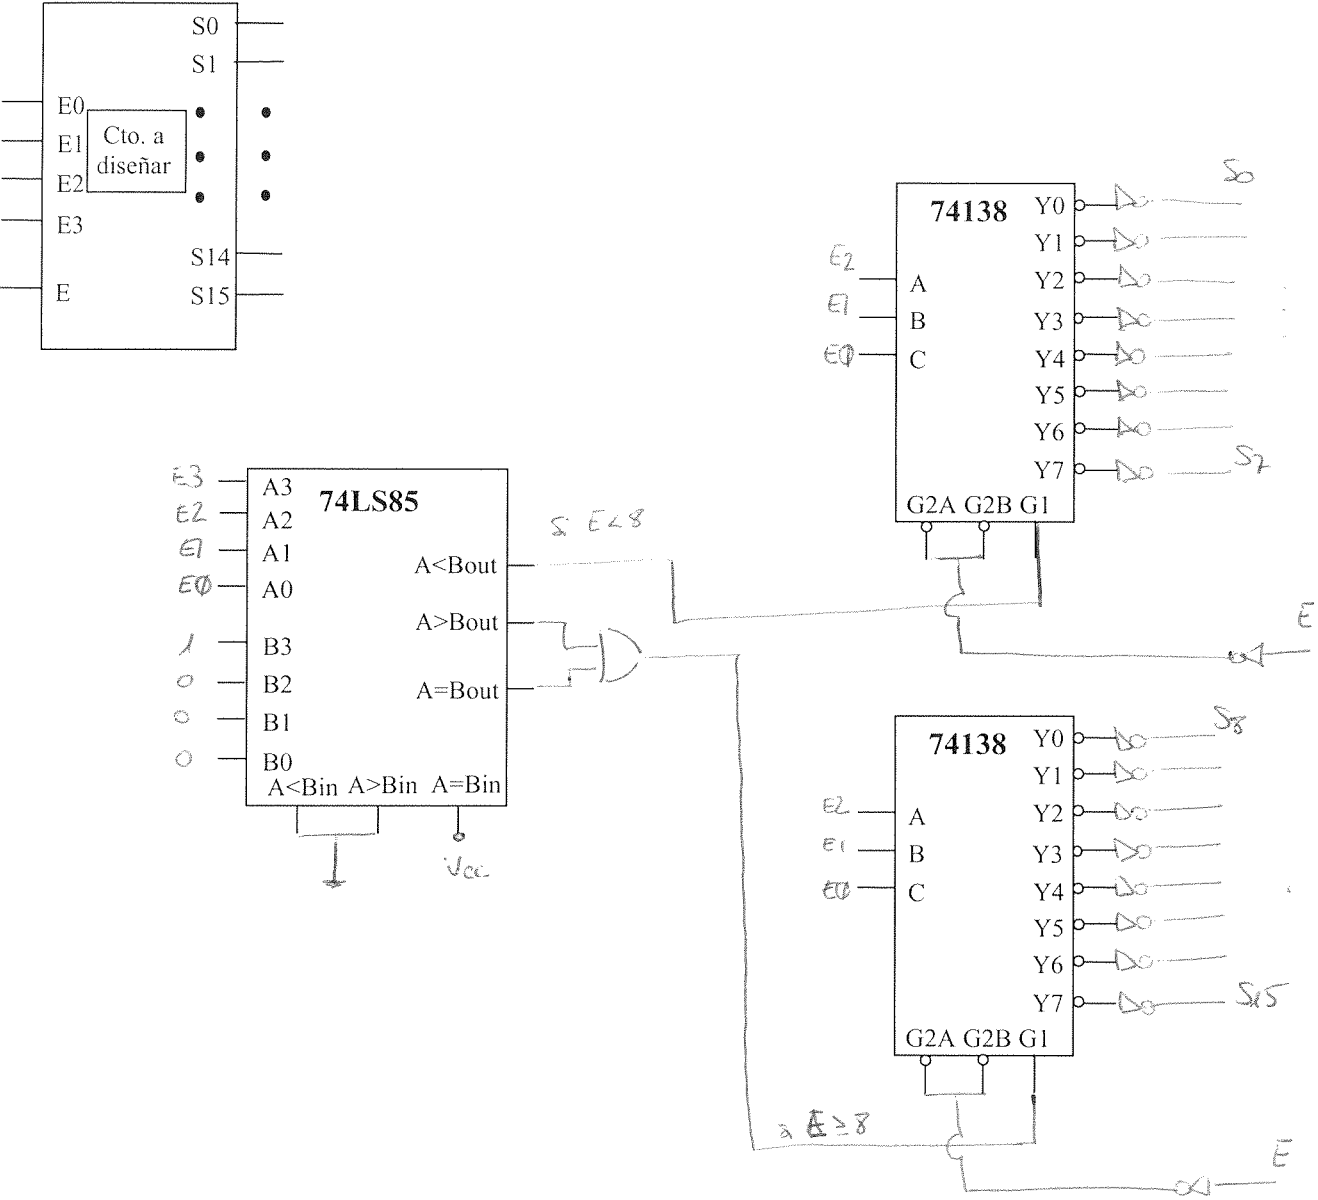 S0
S1
E0
E1
E2
E3
E
Cto. a
diseñar
S14
S15
74138
A
B
C
Y0
Y1
Y2
Y3
Y4
Y5
Y6
Y7
G2A G2B G1
E2
E1
E0
S0
S7
E
74LS85
E3
E2
E1
E0
1
0
0
0
A3
A2
A1
A0
B3
B2
B1
B0
A<Bout
A>Bout
A=Bout
A<Bin A>Bin A=Bin
Vcc
si E<8
74138
A
B
C
Y0
Y1
Y2
Y3
Y4
Y5
Y6
Y7
G2A G2B G1
E2
E1
E0
S8
S15
≥8
E